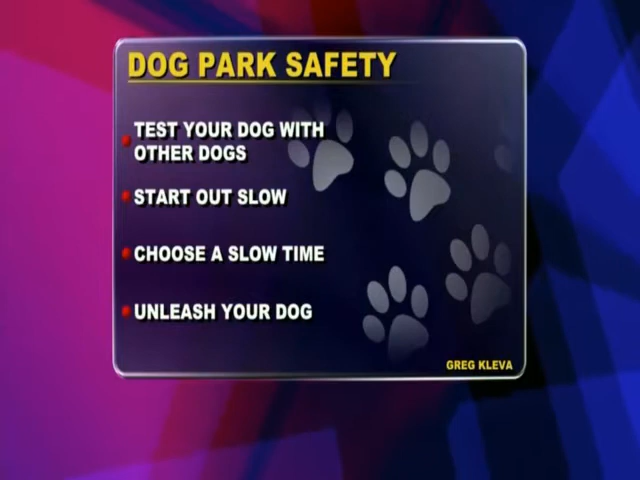 DOG PARK SAFETY
TEST YOUR DOG WITH
OTHER DOGS
START OUT SLOW
CHOOSE A SLOW TIME
UNLEASH YOUR DOG
GREG KLEVA